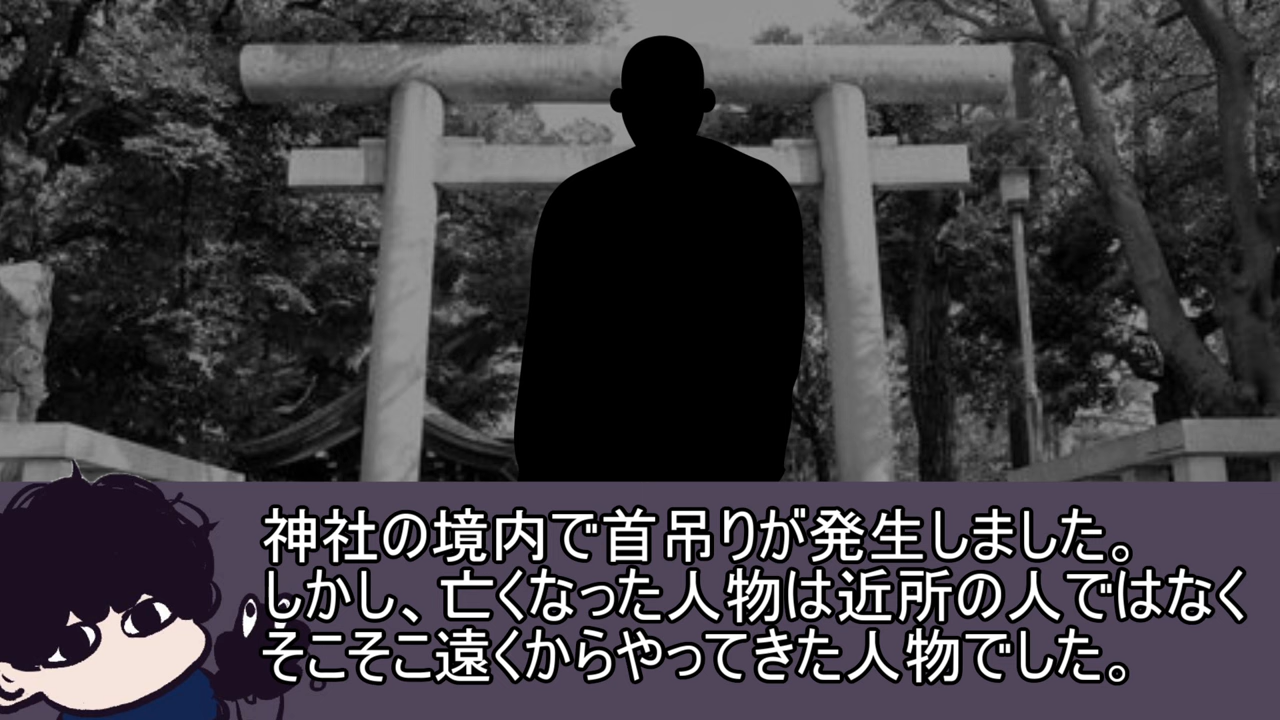 神社の境内で首吊りが発生しました。
しかし、亡くなった人物は近所の人ではなく
そこそこ遠くからやってきた人物でした。